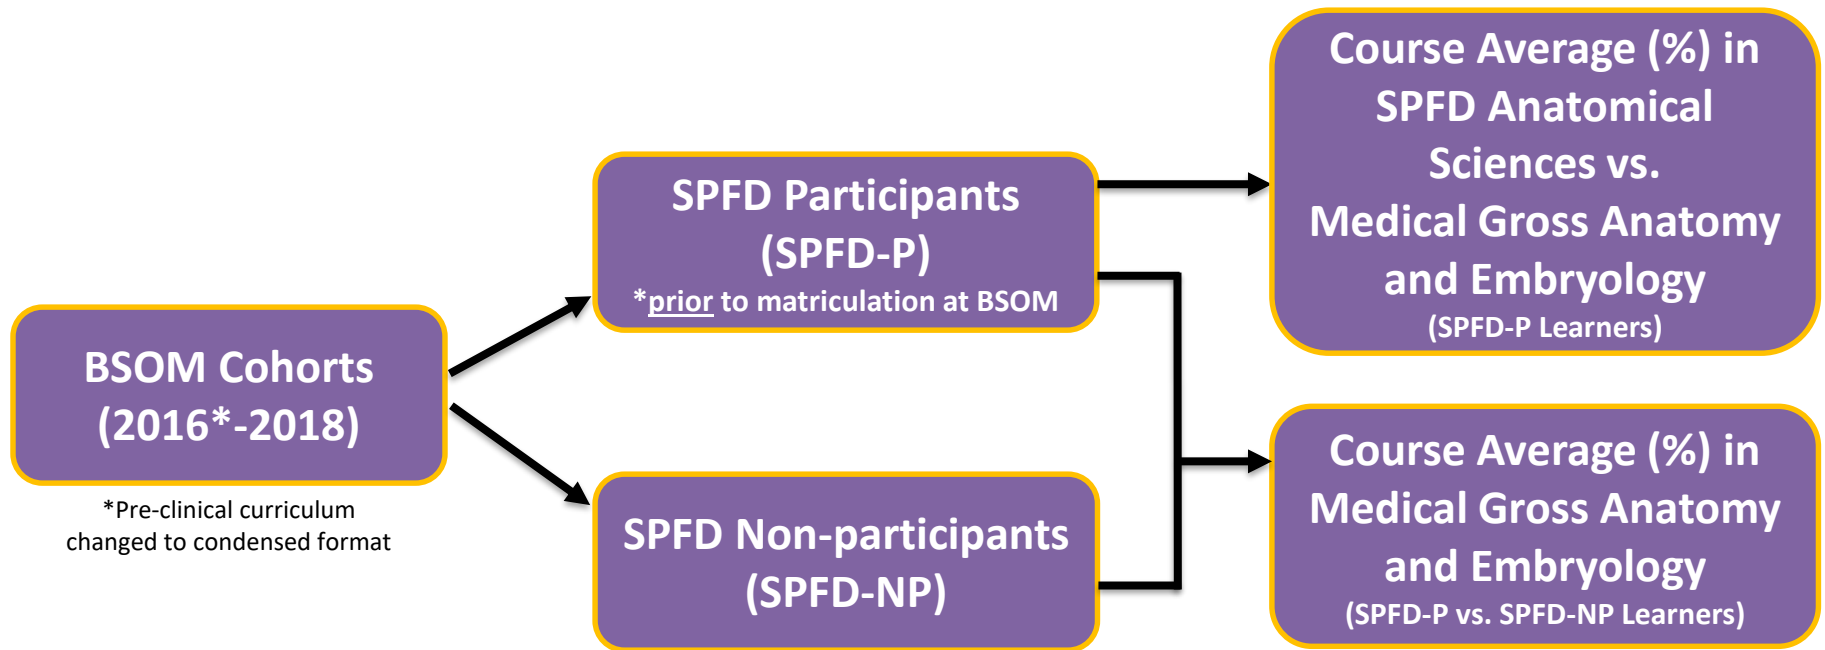 BSOM Cohorts
(2016*-2018)
*Pre-clinical curriculum
changed to condensed format
SPFD Participants
(SPFD-P)
*prior to matriculation at BSOM
SPFD Non-participants
(SPFD-NP)
Course Average (%) in
SPFD Anatomical
Sciences vs.
Medical Gross Anatomy
and Embryology
(SPFD-P Learners)
Course Average (%) in
Medical Gross Anatomy
and Embryology
(SPFD-P vs. SPFD-NP Learners)